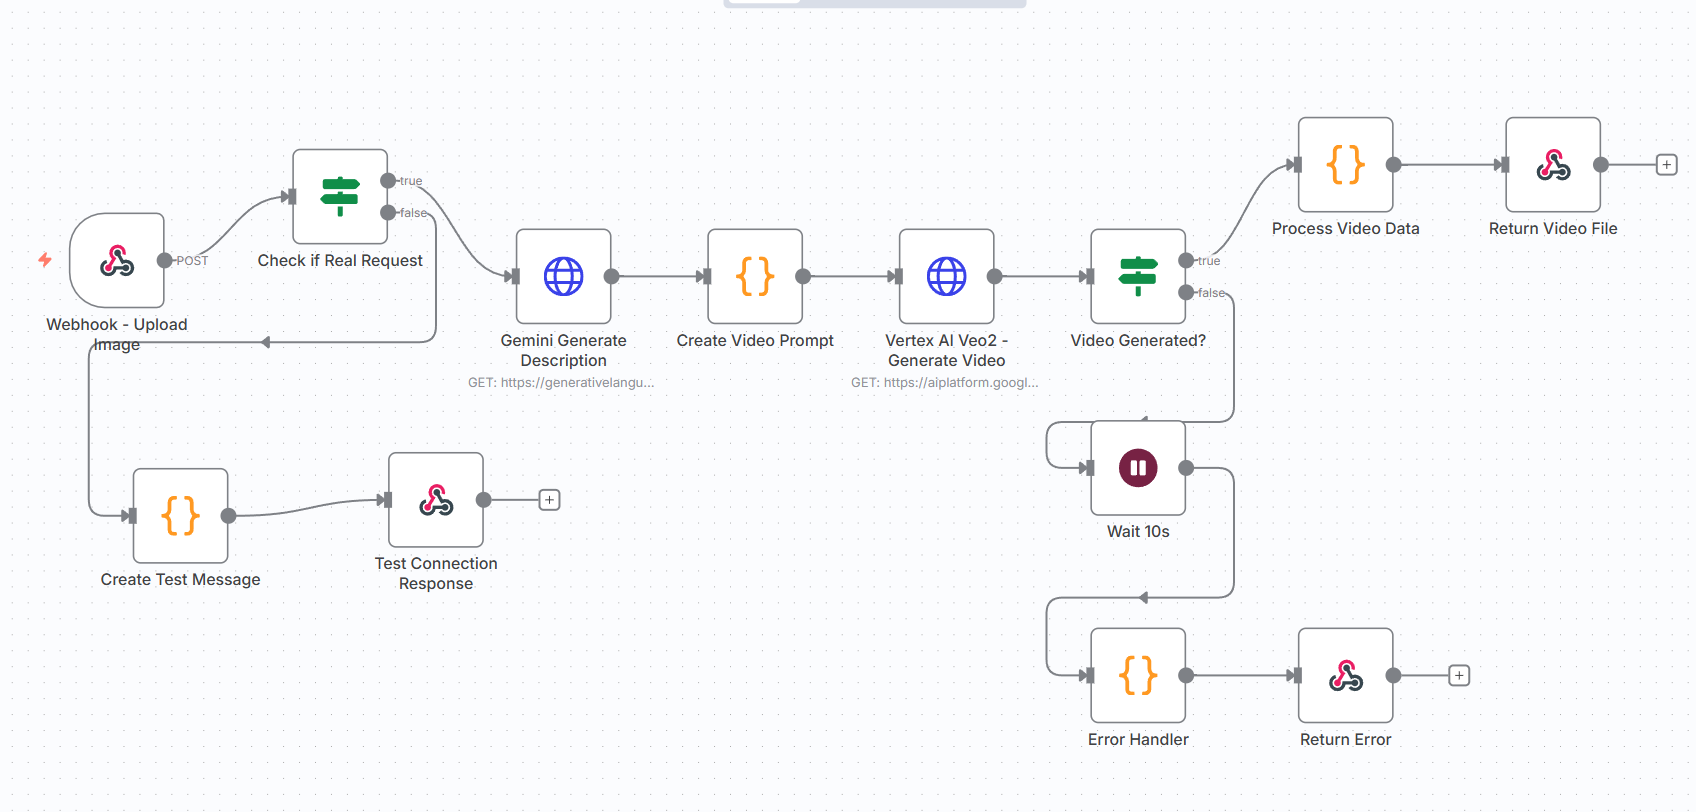 POST
Webhook - Upload
Image
true
false
Check if Real Request
Gemini Generate
Description
GET: https://generativelangu...
Create Video Prompt
Vertex AI Veo2 -
Generate Video
GET: https://aiplatform.googl...
true
false
Video Generated?
Process Video Data
Return Video File
Create Test Message
Test Connection
Response
Wait 10s
Error Handler
Return Error